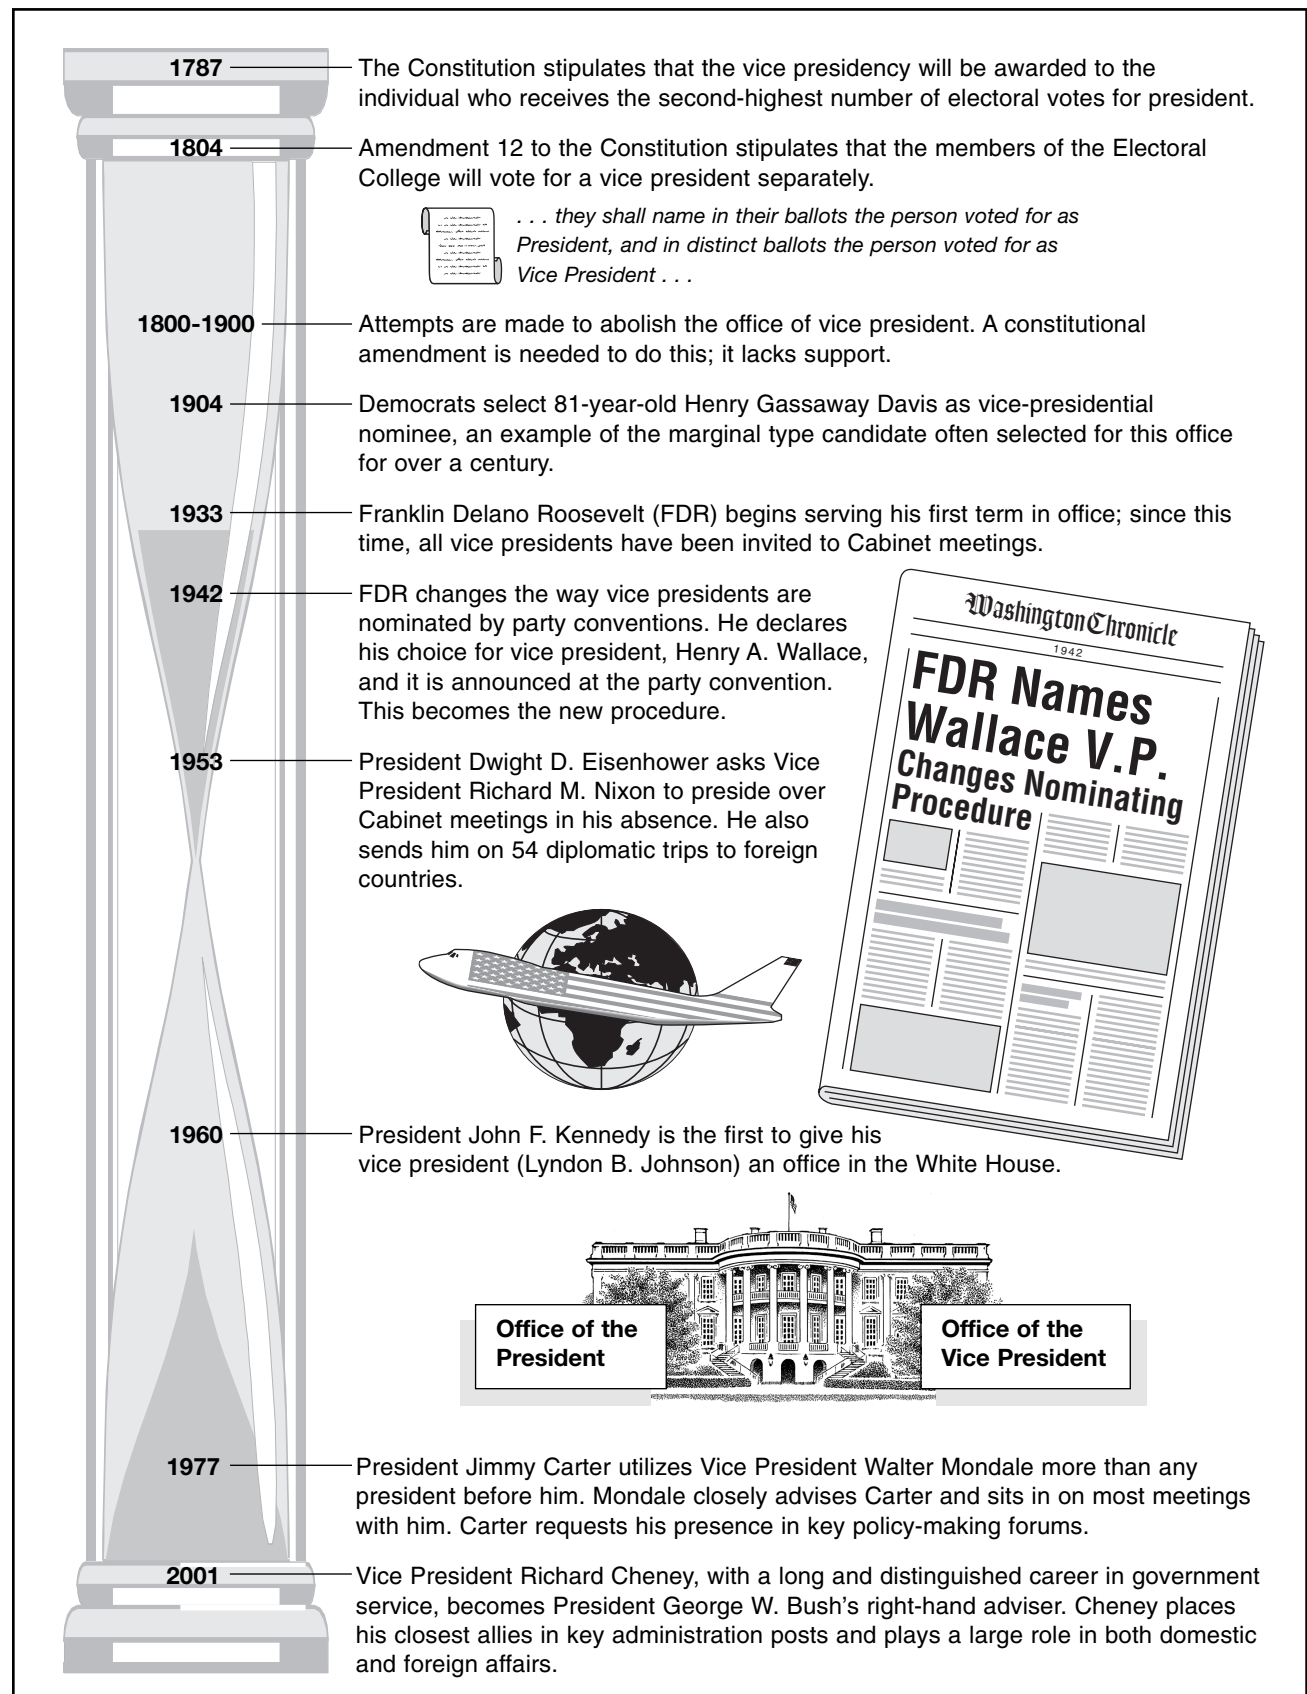 1787
The Constitution stipulates that the vice presidency will be awarded to the
individual who receives the second-highest number of electoral votes for president.
1804
Amendment 12 to the Constitution stipulates that the members of the Electoral
College will vote for a vice president separately.
. . . they shall name in their ballots the person voted for as
President, and in distinct ballots the person voted for as
Vice President . . .
1800-1900
Attempts are made to abolish the office of vice president. A constitutional
amendment is needed to do this; it lacks support.
1904
Democrats select 81-year-old Henry Gassaway Davis as vice-presidential
nominee, an example of the marginal type candidate often selected for this office
for over a century.
1933
Franklin Delano Roosevelt (FDR) begins serving his first term in office; since this
time, all vice presidents have been invited to Cabinet meetings.
1942
FDR changes the way vice presidents are
nominated by party conventions. He declares
his choice for vice president, Henry A. Wallace,
and it is announced at the party convention.
This becomes the new procedure.
Washington Chronicle
1942
FDR Names
Wallace V.P.
Changes Nominating
Procedure
1953
President Dwight D. Eisenhower asks Vice
President Richard M. Nixon to preside over
Cabinet meetings in his absence. He also
sends him on 54 diplomatic trips to foreign
countries.
1960
President John F. Kennedy is the first to give his
vice president (Lyndon B. Johnson) an office in the White House.
Office of the
President
Office of the
Vice President
1977
President Jimmy Carter utilizes Vice President Walter Mondale more than any
president before him. Mondale closely advises Carter and sits in on most meetings
with him. Carter requests his presence in key policy-making forums.
2001
Vice President Richard Cheney, with a long and distinguished career in government
service, becomes President George W. Bush's right-hand adviser. Cheney places
his closest allies in key administration posts and plays a large role in both domestic
and foreign affairs.